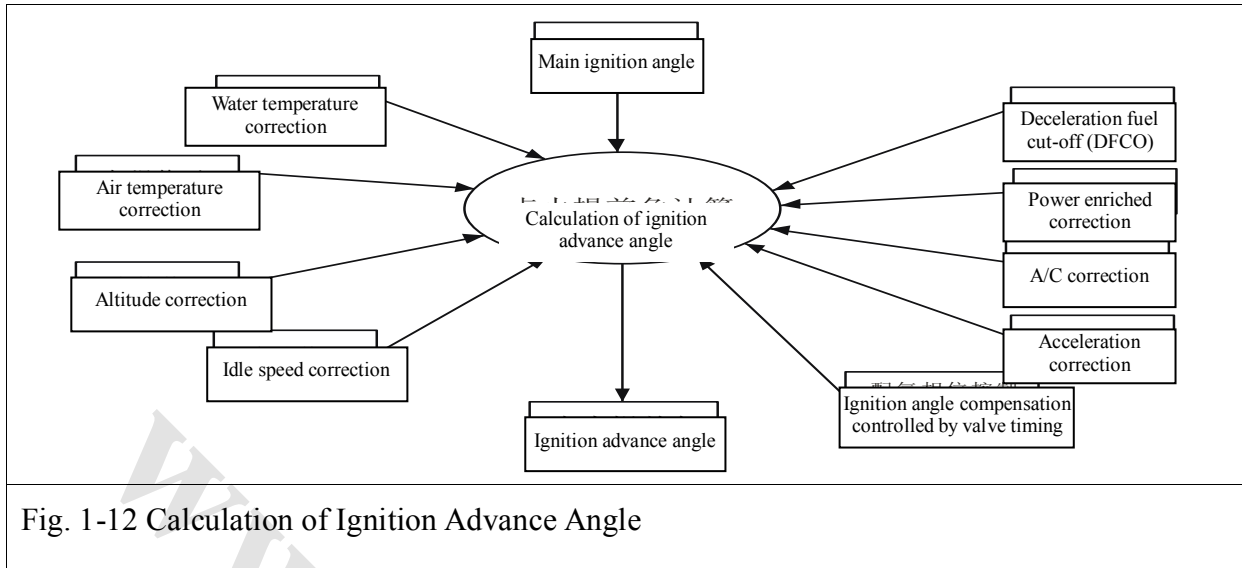 Main ignition angle
Water temperature
correction
Deceleration fuel
cut-off (DFCO)
Air temperature
correction
Power enriched
correction
Calculation of ignition
advance angle
A/C correction
Altitude correction
Acceleration
correction
Idle speed correction
Ignition angle compensation
controlled by valve timing
Ignition advance angle
Fig. 1-12 Calculation of Ignition Advance Angle